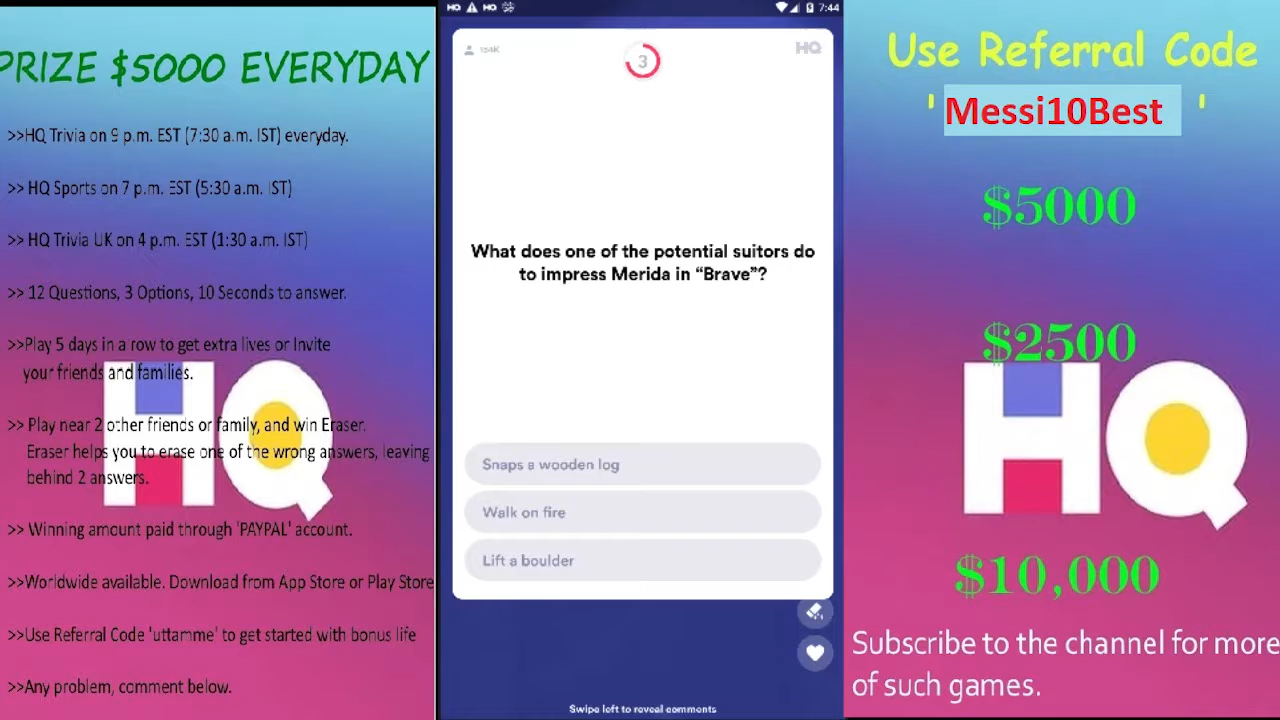 PRIZE $5000 EVERYDAY
>>HQ Trivia on 9 p.m. EST (7:30 a.m. IST) everyday.
>> HQ Sports on 7 p.m. EST (5:30 a.m. IST)
>> HQ Trivia UK on 4 p.m. EST (1:30 a.m. IST)
>> 12 Questions, 3 Options, 10 Seconds to answer.
>>Play 5 days in a row to get extra lives or Invite
your friends and families.
>> Play near 2 other friends or family, and win Eraser.
Eraser helps you to erase one of the wrong answers, leaving
behind 2 answers.
>> Winning amount paid through 'PAYPAL' account.
>>Worldwide available. Download from App Store or Play Store
>>Use Referral Code 'uttamme' to get started with bonus life
>>Any problem, comment below.
HQ
HQ HQ 7:44
3 HQ
What does one of the potential suitors do
to impress Merida in “Brave”?
Snaps a wooden log
Walk on fire
Lift a boulder
Swipe left to reveal comments
Use Referral Code
' Messi10Best '
$5000
$2500
HQ
$10,000
Subscribe to the channel for more
of such games.